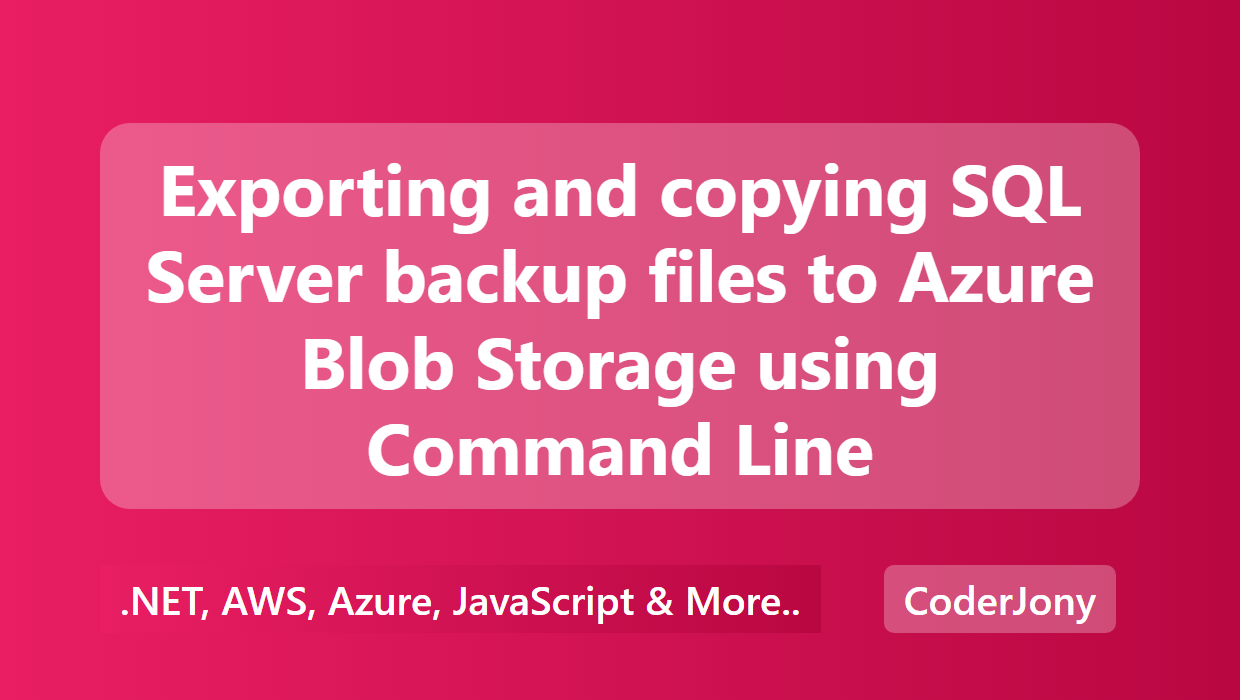 Exporting and copying SQL
Server backup files to Azure
Blob Storage using
Command Line
.NET, AWS, Azure, JavaScript & More..
CoderJony